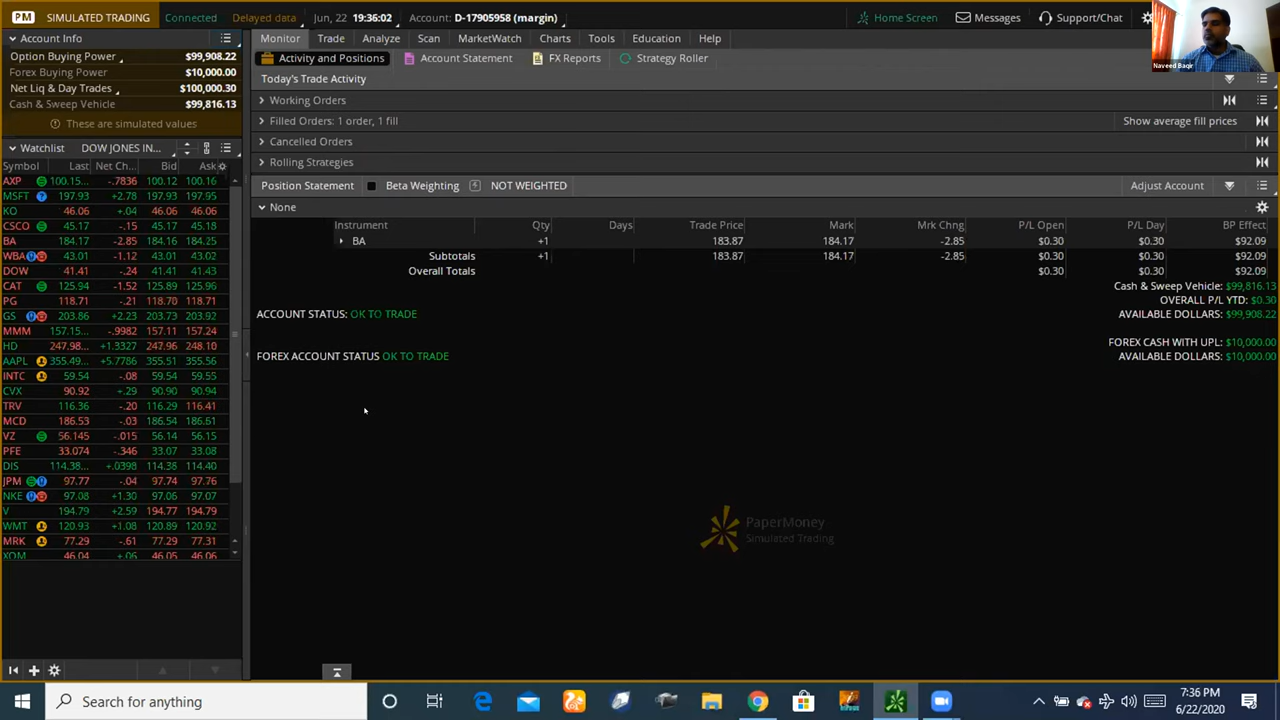 PM SIMULATED TRADING Connected Delayed data Jun, 22 19:36:02 Account: D-17905958 (margin) Home Screen Messages Support/Chat
Naveed Baqir
Account Info
Option Buying Power $99,908.22
Forex Buying Power $10,000.00
Net Liq & Day Trades $100,000.30
Cash & Sweep Vehicle $99,816.13
These are simulated values
Watchlist DOW JONES IN...
Symbol Last Net Ch... Bid Ask
AXP 100.15... -.7836 100.12 100.16
MSFT 197.93 +2.78 197.93 197.95
KO 46.06 +.04 46.06 46.06
CSCO 45.17 -.15 45.17 45.18
BA 184.17 -2.85 184.16 184.25
WBA 43.01 -1.12 43.01 43.02
DOW 41.41 -.24 41.41 41.43
CAT 125.94 -1.52 125.89 125.96
PG 118.71 -.21 118.70 118.71
GS 203.86 +2.23 203.73 203.92
MMM 157.15... -.9982 157.11 157.24
HD 247.98... +1.3327 247.96 248.10
AAPL 355.49... +5.7786 355.51 355.56
INTC 59.54 -.08 59.54 59.55
CVX 90.92 +.29 90.90 90.94
TRV 116.36 -.20 116.29 116.41
MCD 186.53 -.03 186.54 186.61
VZ 56.145 -.015 56.14 56.15
PFE 33.074 -.346 33.07 33.08
DIS 114.38... +.0398 114.36 114.40
JPM 97.77 -.04 97.74 97.76
NKE 97.08 +1.30 97.06 97.07
V 194.79 +2.59 194.77 194.79
WMT 120.93 +1.08 120.89 120.92
MRK 77.29 -.61 77.29 77.31
XOM 46.04 +.06 46.05 46.06
Monitor Trade Analyze Scan MarketWatch Charts Tools Education Help
Activity and Positions Account Statement FX Reports Strategy Roller
Today's Trade Activity
Working Orders
Filled Orders: 1 order, 1 fill Show average fill prices
Cancelled Orders
Rolling Strategies
Position Statement Beta Weighting NOT WEIGHTED Adjust Account
None
Instrument Qty Days Trade Price Mark Mrk Chng P/L Open P/L Day BP Effect
BA +1 183.87 184.17 -2.85 $0.30 $0.30 $92.09
Subtotals +1 183.87 184.17 -2.85 $0.30 $0.30 $92.09
Overall Totals $0.30 $0.30 $92.09
Cash & Sweep Vehicle: $99,816.13
OVERALL P/L YTD: $0.30
ACCOUNT STATUS: OK TO TRADE AVAILABLE DOLLARS: $99,908.22
FOREX CASH WITH UPL: $10,000.00
FOREX ACCOUNT STATUS OK TO TRADE AVAILABLE DOLLARS: $10,000.00
PaperMoney
Simulated Trading
Search for anything
7:36 PM
6/22/2020